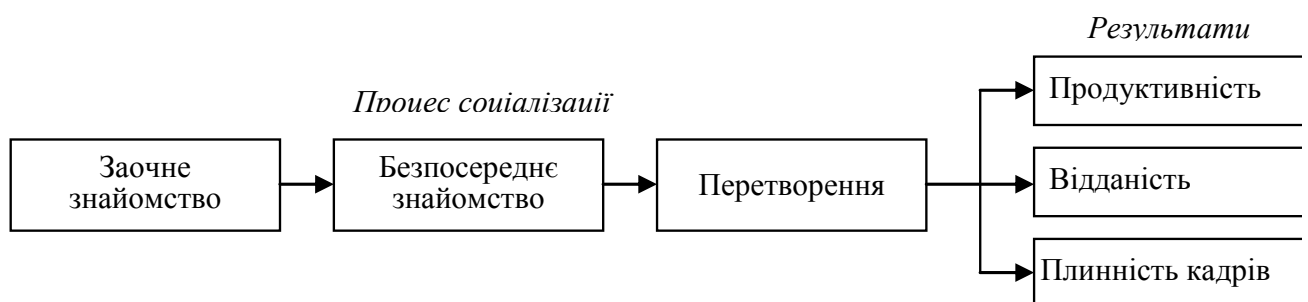 Результати
Продуктивність
Процес соціалізації
Заочне
знайомство
Безпосереднє
знайомство
Перетворення
Відданість
Плинність кадрів